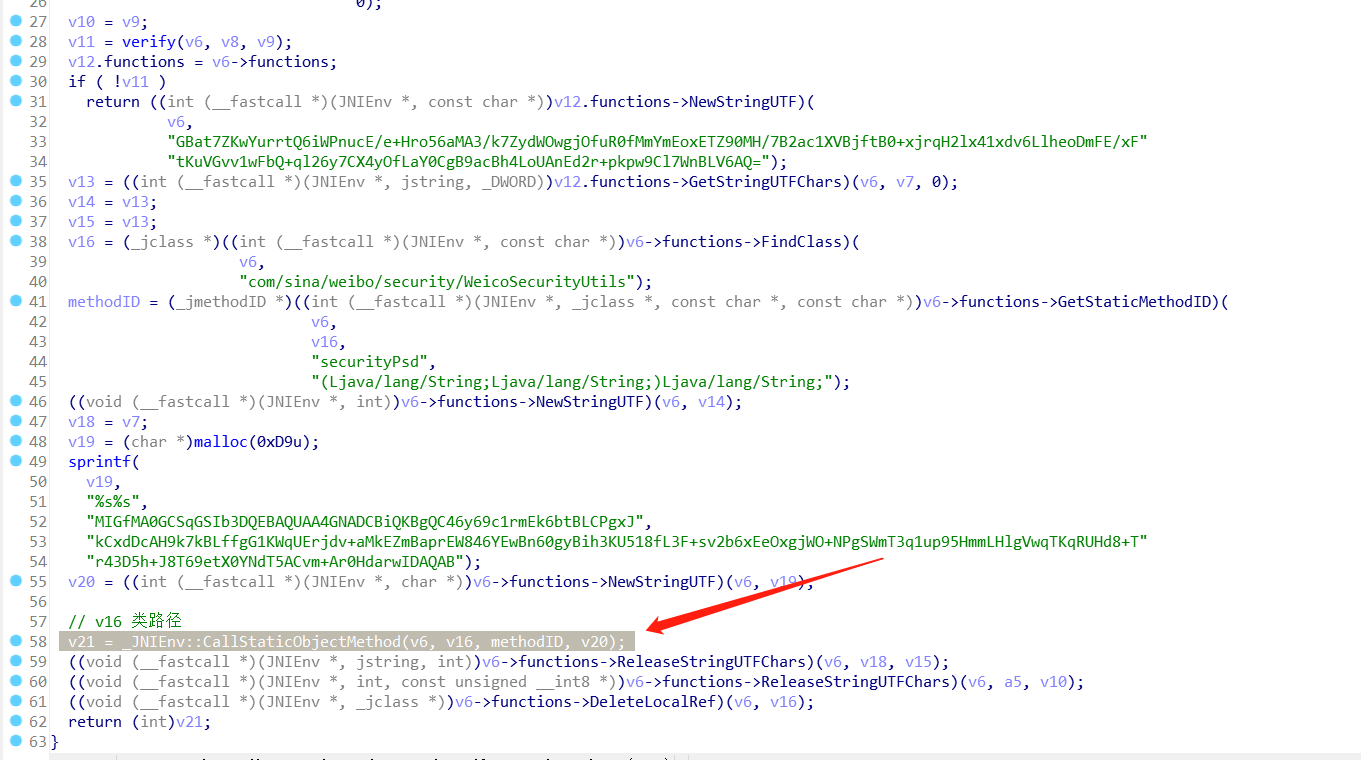 26 0);
27 v10 = v9;
28 v11 = verify(v6, v8, v9);
29 v12.functions = v6->functions;
30 if ( !v11 )
31 return ((int (__fastcall *)(JNIEnv *, const char *))v12.functions->NewStringUTF)(
32 v6,
33 "GBat7ZKwYurrtQ6iWPnucE/e+Hro56aMA3/k7ZydWOwgjOfuR0fMmYmEoxETZ90MH/7B2ac1XVBjftB0+xjrqH2lx41xdv6LlheoDmFE/xF"
34 "tKuVGvv1wFbQ+ql26y7CX4yOfLaY0CgB9acBh4LoUAnEd2r+pkpw9Cl7WnBLV6AQ=");
35 v13 = ((int (__fastcall *)(JNIEnv *, jstring, _DWORD))v12.functions->GetStringUTFChars)(v6, v7, 0);
36 v14 = v13;
37 v15 = v13;
38 v16 = (_jclass *)((int (__fastcall *)(JNIEnv *, const char *))v6->functions->FindClass)(
39 v6,
40 "com/sina/weibo/security/WeicoSecurityUtils");
41 methodID = (_jmethodID *)((int (__fastcall *)(JNIEnv *, _jclass *, const char *, const char *))v6->functions->GetStaticMethodID)(
42 v6,
43 v16,
44 "securityPsd",
45 "(Ljava/lang/String;Ljava/lang/String;)Ljava/lang/String;");
46 ((void (__fastcall *)(JNIEnv *, int))v6->functions->NewStringUTF)(v6, v14);
47 v18 = v7;
48 v19 = (char *)malloc(0xD9u);
49 sprintf(
50 v19,
51 "%s%s",
52 "MIGfMA0GCSqGSIb3DQEBAQUAA4GNADCBiQKBgQC46y69c1rmEk6btBLCPgxJ",
53 "kCxdDcAH9k7kBLffgG1KWqUErjdv+aMkEZmBaprEW846YEwBn60gyBih3KU518fL3F+sv2b6xEeOxgjWO+NPgSWmT3q1up95HmmLHlgVwqTKqRUHd8+T"
54 "r43D5h+J8T69etX0YNdT5ACvm+Ar0HdarwIDAQAB");
55 v20 = ((int (__fastcall *)(JNIEnv *, char *))v6->functions->NewStringUTF)(v6, v19);
56
57 // v16 类路径
58 v21 = _JNIEnv::CallStaticObjectMethod(v6, v16, methodID, v20);
59 ((void (__fastcall *)(JNIEnv *, jstring, int))v6->functions->ReleaseStringUTFChars)(v6, v18, v15);
60 ((void (__fastcall *)(JNIEnv *, int, const unsigned __int8 *))v6->functions->ReleaseStringUTFChars)(v6, a5, v10);
61 ((void (__fastcall *)(JNIEnv *, _jclass *))v6->functions->DeleteLocalRef)(v6, v16);
62 return (int)v21;
63 }